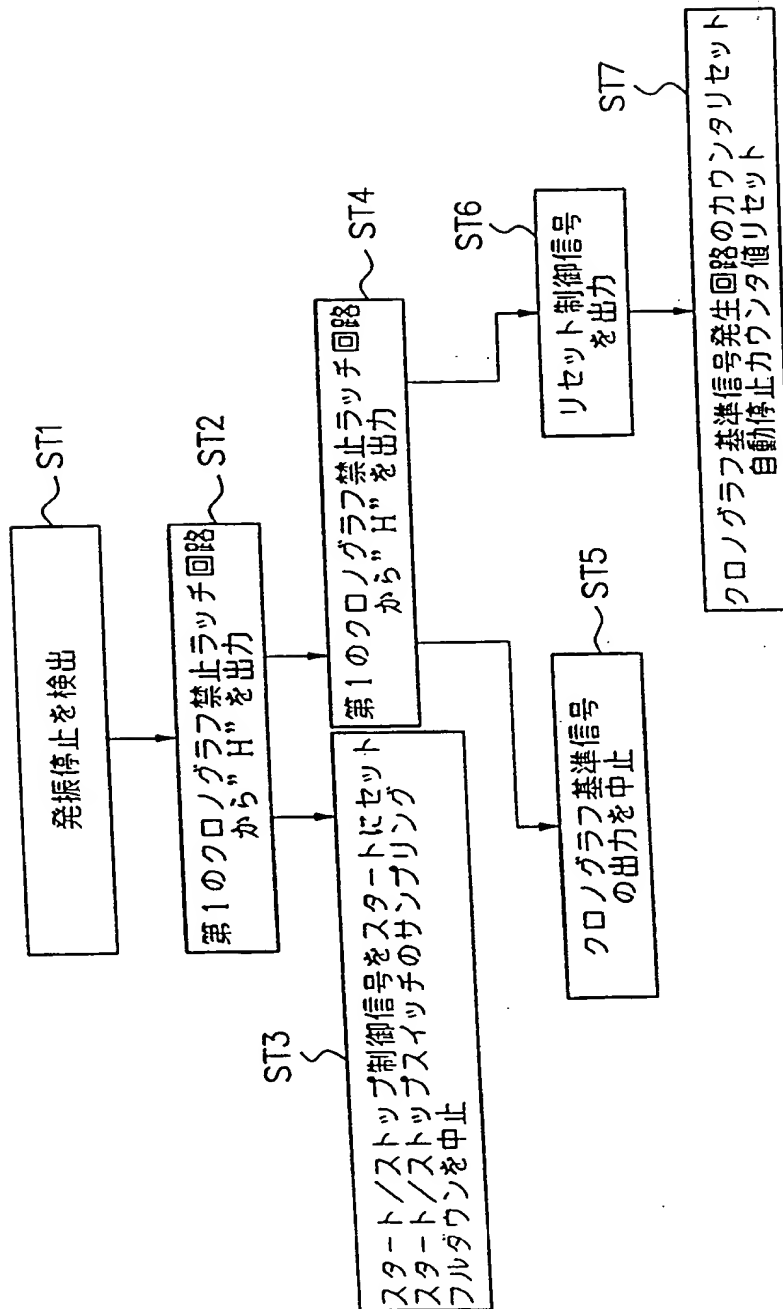 ST1
発振停止を検出
ST2
第1のクロノグラフ禁止ラッチ回路
から"H"を出力
ST3
スタート/ストップ制御信号をスタートにセット
スタート/ストップスイッチのサンプリング
プルダウンを中止
ST4
第1のクロノグラフ禁止ラッチ回路
から"H"を出力
ST5
クロノグラフ基準信号
の出力を中止
ST6
リセット制御信号
を出力
ST7
クロノグラフ基準信号発生回路のカウンタリセット
自動停止カウンタ値リセット